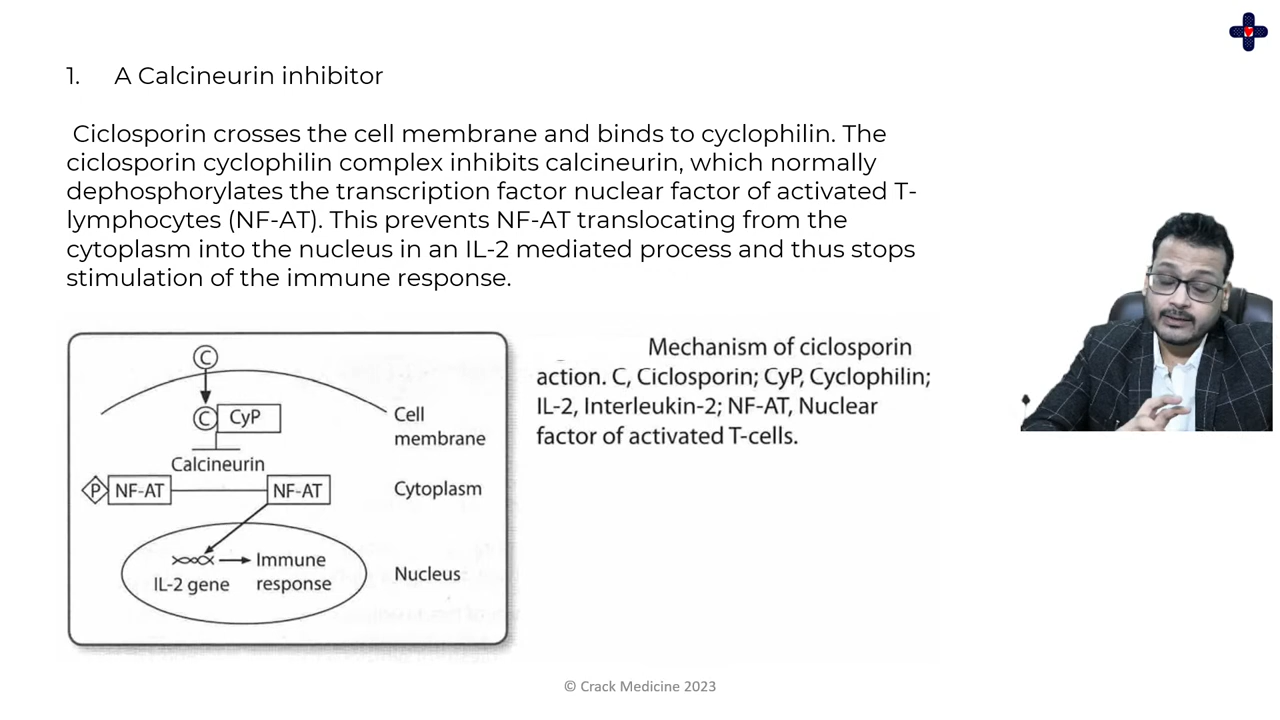 1. A Calcineurin inhibitor
Ciclosporin crosses the cell membrane and binds to cyclophilin. The
ciclosporin cyclophilin complex inhibits calcineurin, which normally
dephosphorylates the transcription factor nuclear factor of activated T-
lymphocytes (NF-AT). This prevents NF-AT translocating from the
cytoplasm into the nucleus in an IL-2 mediated process and thus stops
stimulation of the immune response.
C
C CyP
Cell
membrane
Calcineurin
P NF-AT NF-AT Cytoplasm
Immune
IL-2 gene response
Nucleus
Mechanism of ciclosporin
action. C, Ciclosporin; CyP, Cyclophilin;
IL-2, Interleukin-2; NF-AT, Nuclear
factor of activated T-cells.
© Crack Medicine 2023